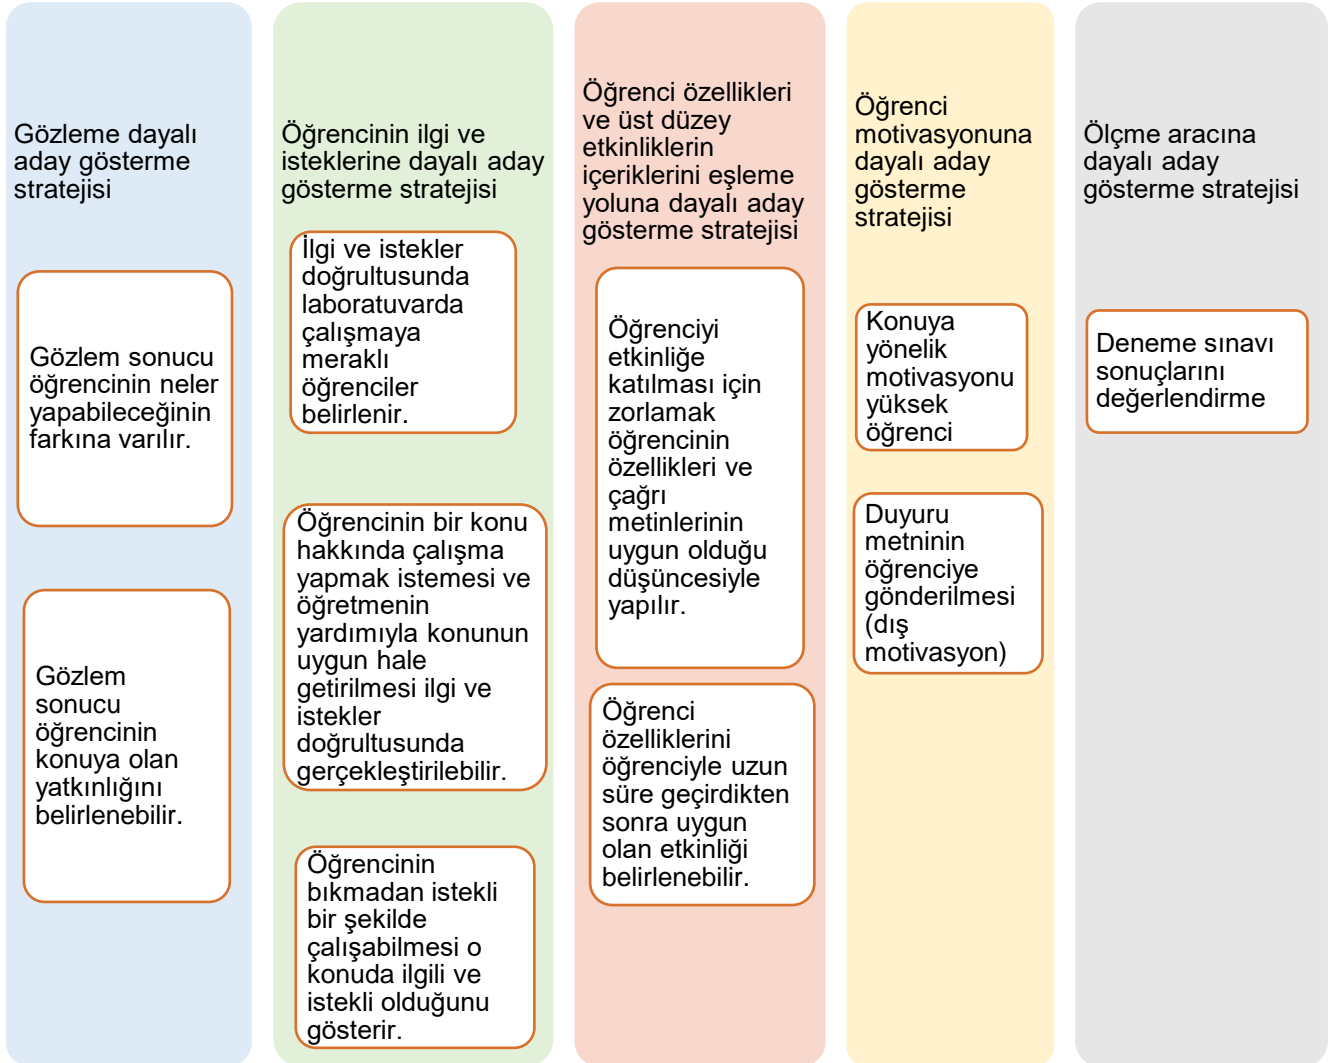 Gözleme dayalı
aday gösterme
stratejisi
Gözlem sonucu
öğrencinin neler
yapabileceğinin
farkına varılır.
Gözlem
sonucu
öğrencinin
konuya olan
yatkınlığını
belirlenebilir.
Öğrencinin ilgi ve
isteklerine dayalı aday
gösterme stratejisi
İlgi ve istekler
doğrultusunda
laboratuvarda
çalışmaya
meraklı
öğrenciler
belirlenir.
Öğrencinin bir konu
hakkında çalışma
yapmak istemesi ve
öğretmenin
yardımıyla konunun
uygun hale
getirilmesi ilgi ve
istekler
doğrultusunda
gerçekleştirilebilir.
Öğrencinin
bıkmadan istekli
bir şekilde
çalışabilmesi o
konuda ilgili ve
istekli olduğunu
gösterir.
Öğrenci özellikleri
ve üst düzey
etkinliklerin
içeriklerini eşleme
yoluna dayalı aday
gösterme stratejisi
Öğrenciyi
etkinliğe
katılması için
zorlamak
öğrencinin
özellikleri ve
çağrı
metinlerinin
uygun olduğu
düşüncesiyle
yapılır.
Öğrenci
özelliklerini
öğrenciyle uzun
süre geçirdikten
sonra uygun
olan etkinliği
belirlenebilir.
Öğrenci
motivasyonuna
dayalı aday
gösterme
stratejisi
Konuya
yönelik
motivasyonu
yüksek
öğrenci
Duyuru
metninin
öğrenciye
gönderilmesi
(dış
motivasyon)
Ölçme aracına
dayalı aday
gösterme stratejisi
Deneme sınavı
sonuçlarını
değerlendirme